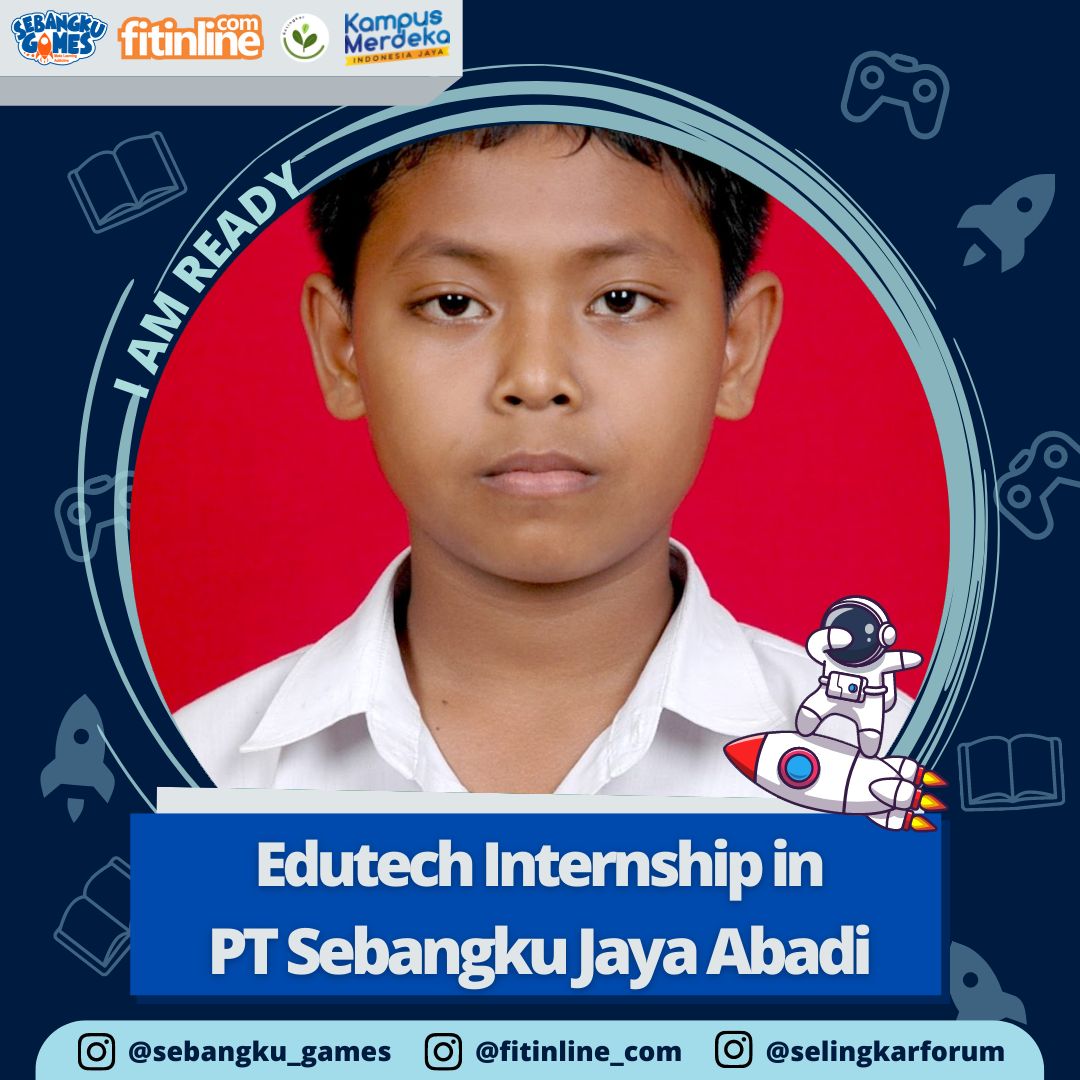 SEBANGKU
GAMES
fitinline
com
Kampus
Merdeka
INDONESIA JAYA
I AM READY
Edutech Internship in
PT Sebangku Jaya Abadi
@sebangku_games
@fitinline_com
@selingkarforum